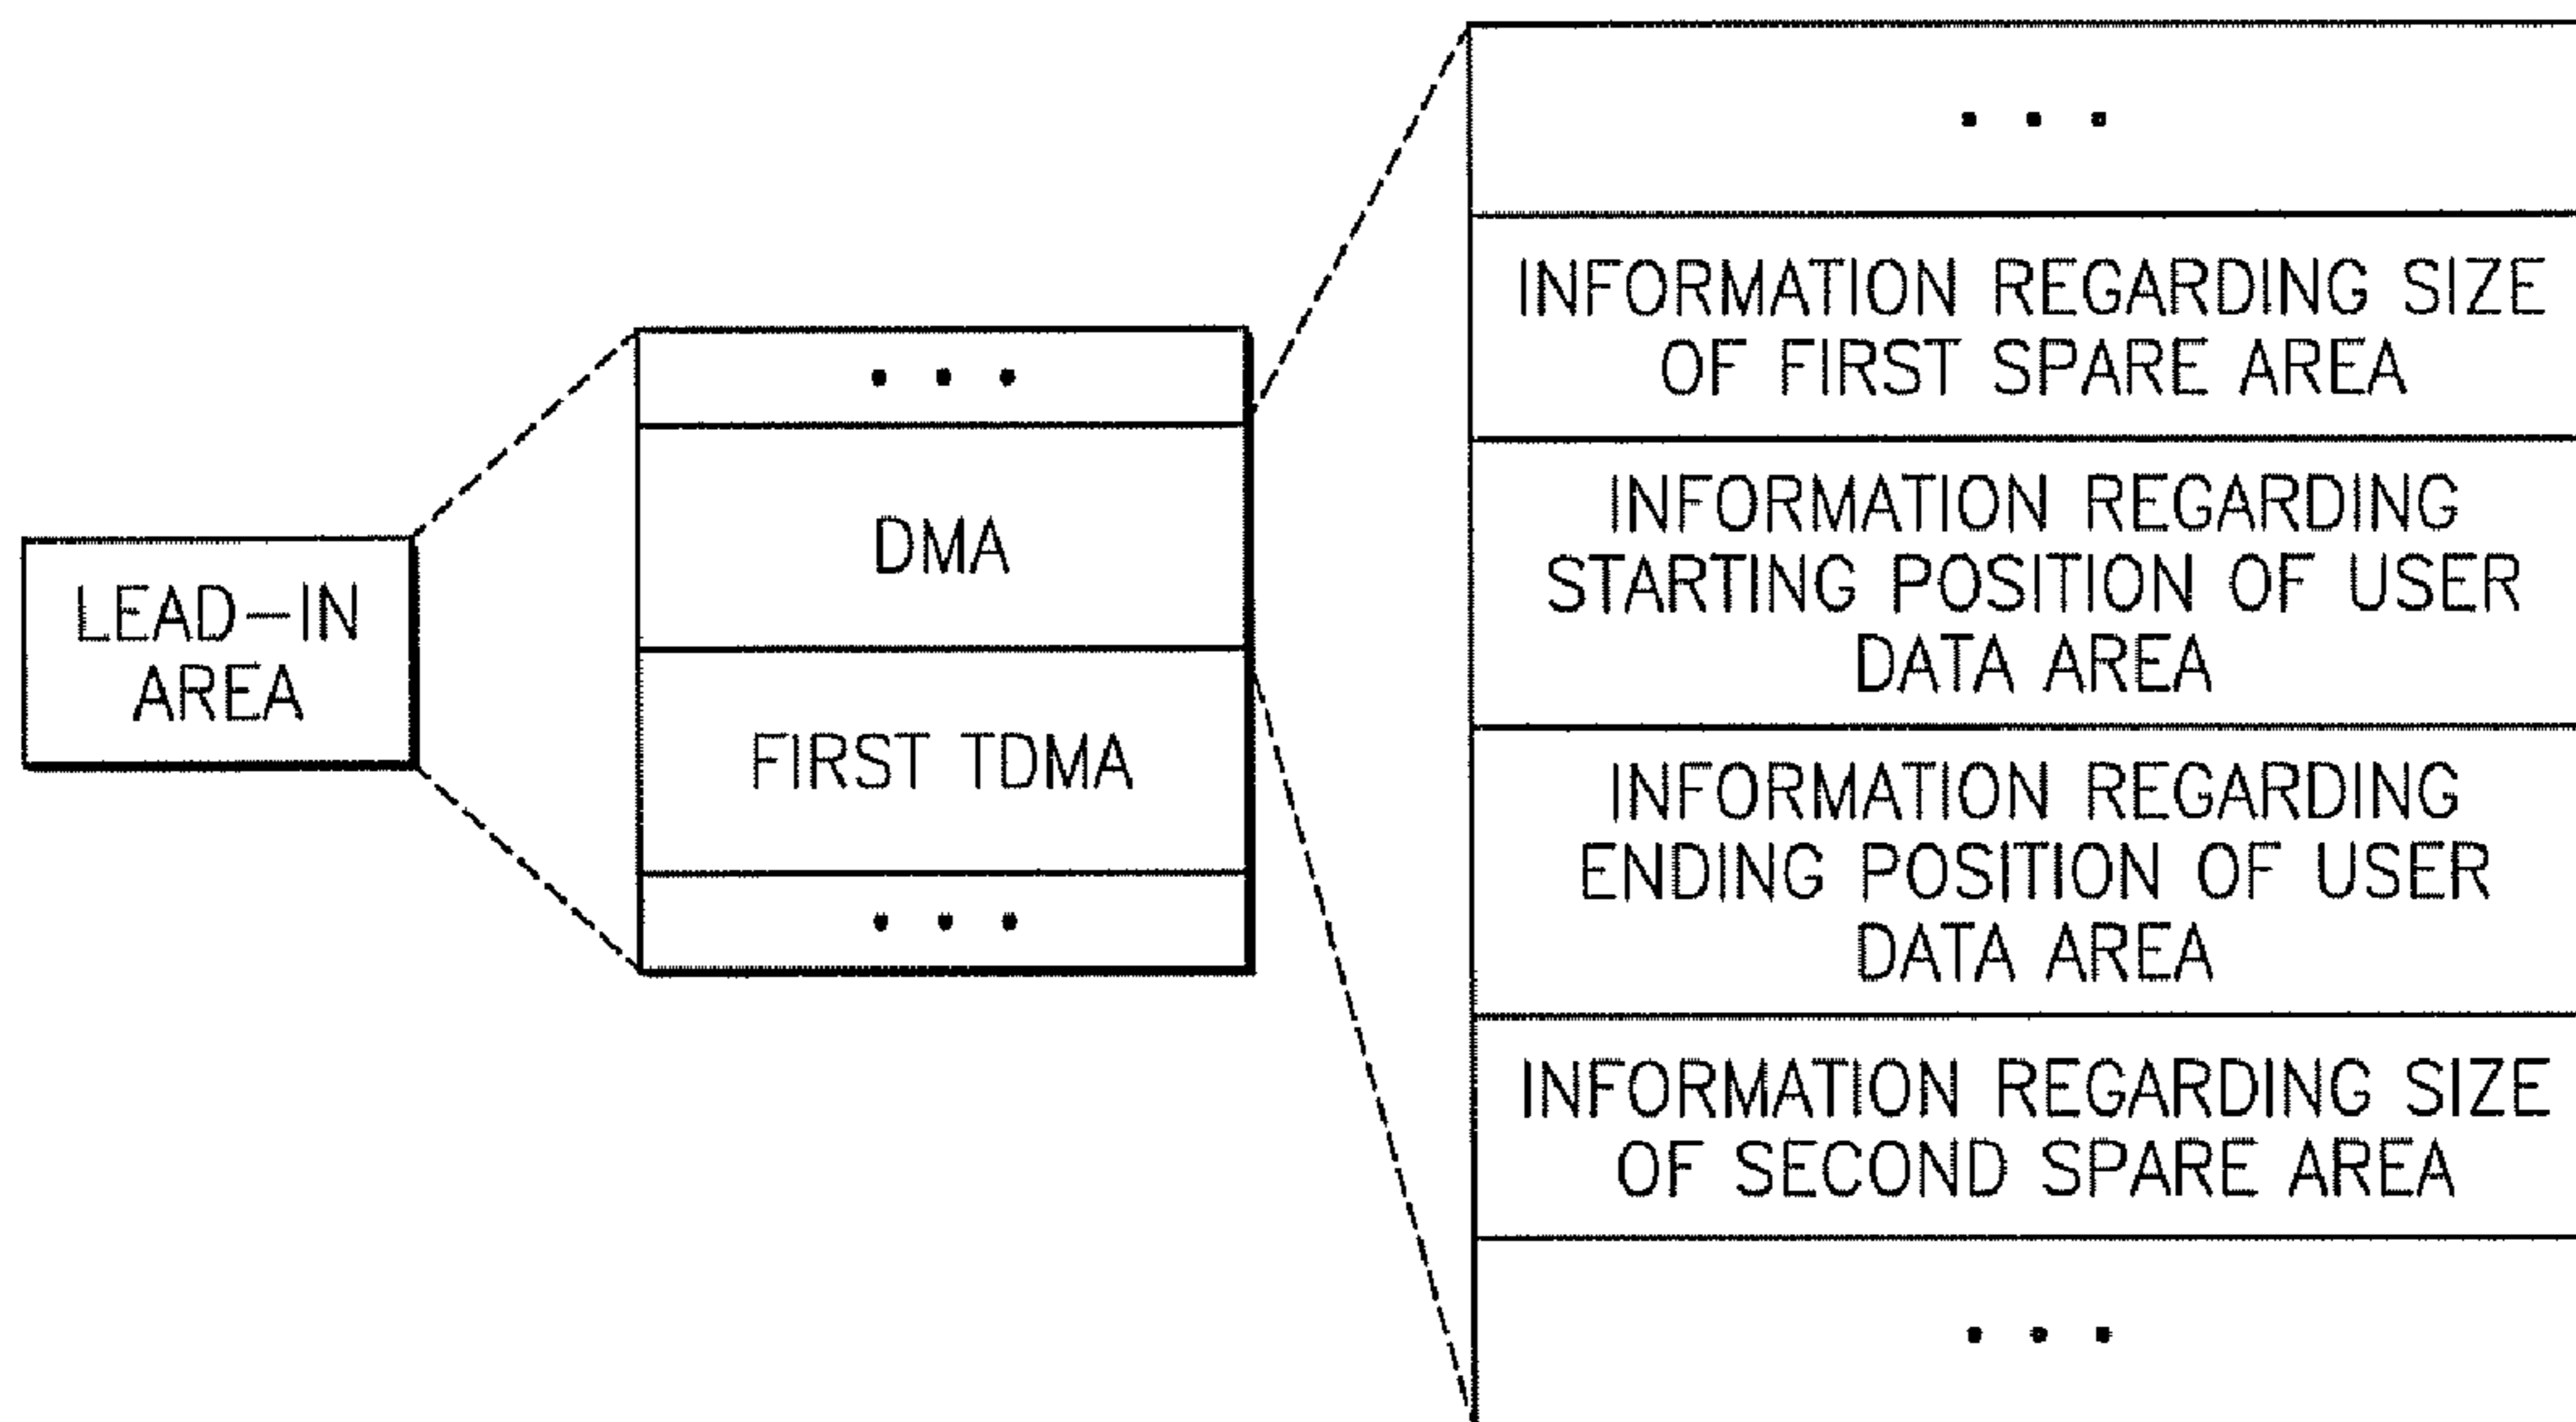 LEAD-IN
AREA
• • •
DMA
FIRST TDMA
• • •
• • •
INFORMATION REGARDING SIZE
OF FIRST SPARE AREA
INFORMATION REGARDING
STARTING POSITION OF USER
DATA AREA
INFORMATION REGARDING
ENDING POSITION OF USER
DATA AREA
INFORMATION REGARDING SIZE
OF SECOND SPARE AREA
• • •